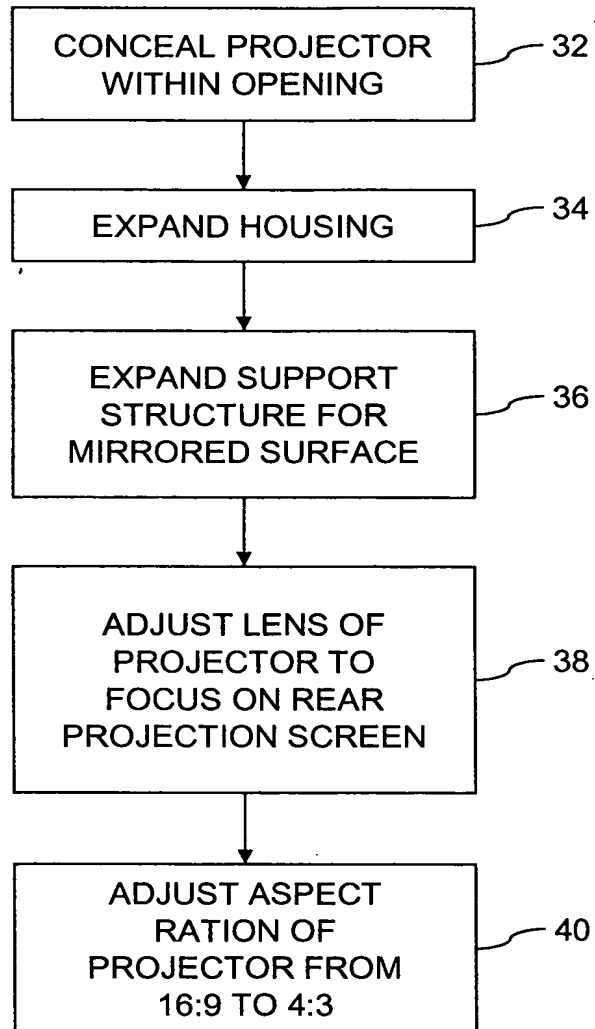 CONCEAL PROJECTOR
WITHIN OPENING
32
EXPAND HOUSING
34
EXPAND SUPPORT
STRUCTURE FOR
MIRRORED SURFACE
36
ADJUST LENS OF
PROJECTOR TO
FOCUS ON REAR
PROJECTION SCREEN
38
ADJUST ASPECT
RATION OF
PROJECTOR FROM
16:9 TO 4:3
40